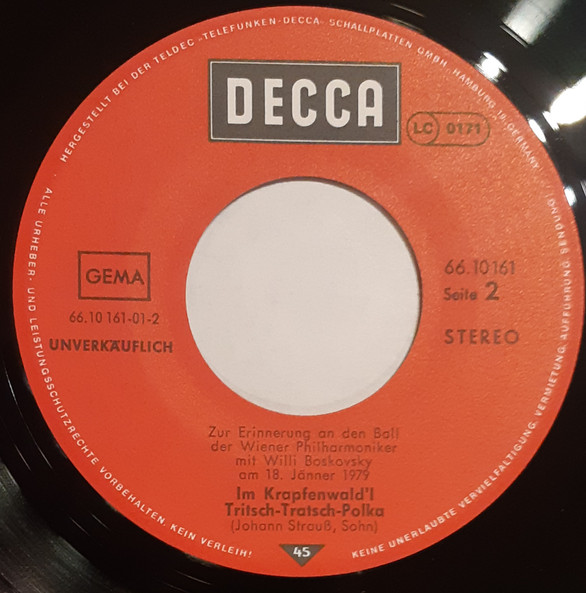 HERGESTELLT BEI DER TELDEC »TELEFUNKEN-DECCA« SCHALLPLATTEN GMBH · HAMBURG 19, GERMANY
DECCA
LC 0171
GEMA
66.10 161-01-2
UNVERKÄUFLICH
66.10161
Seite 2
STEREO
Zur Erinnerung an den Ball
der Wiener Philharmoniker
mit Willi Boskovsky
am 18. Jänner 1979
Im Krapfenwald'l
Tritsch-Tratsch-Polka
(Johann Strauß, Sohn)
45
ALLE URHEBER- UND LEISTUNGSSCHUTZRECHTE VORBEHALTEN. KEIN VERLEIH!
KEINE UNERLAUBTE VERVIELFÄLTIGUNG, VERMIETUNG, AUFFÜHRUNG, SENDUNG!